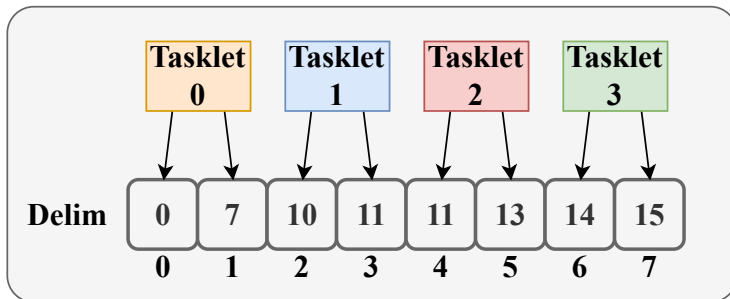 Tasklet 0
Tasklet 1
Tasklet 2
Tasklet 3
Delim 0 7 10 11 11 13 14 15
0 1 2 3 4 5 6 7